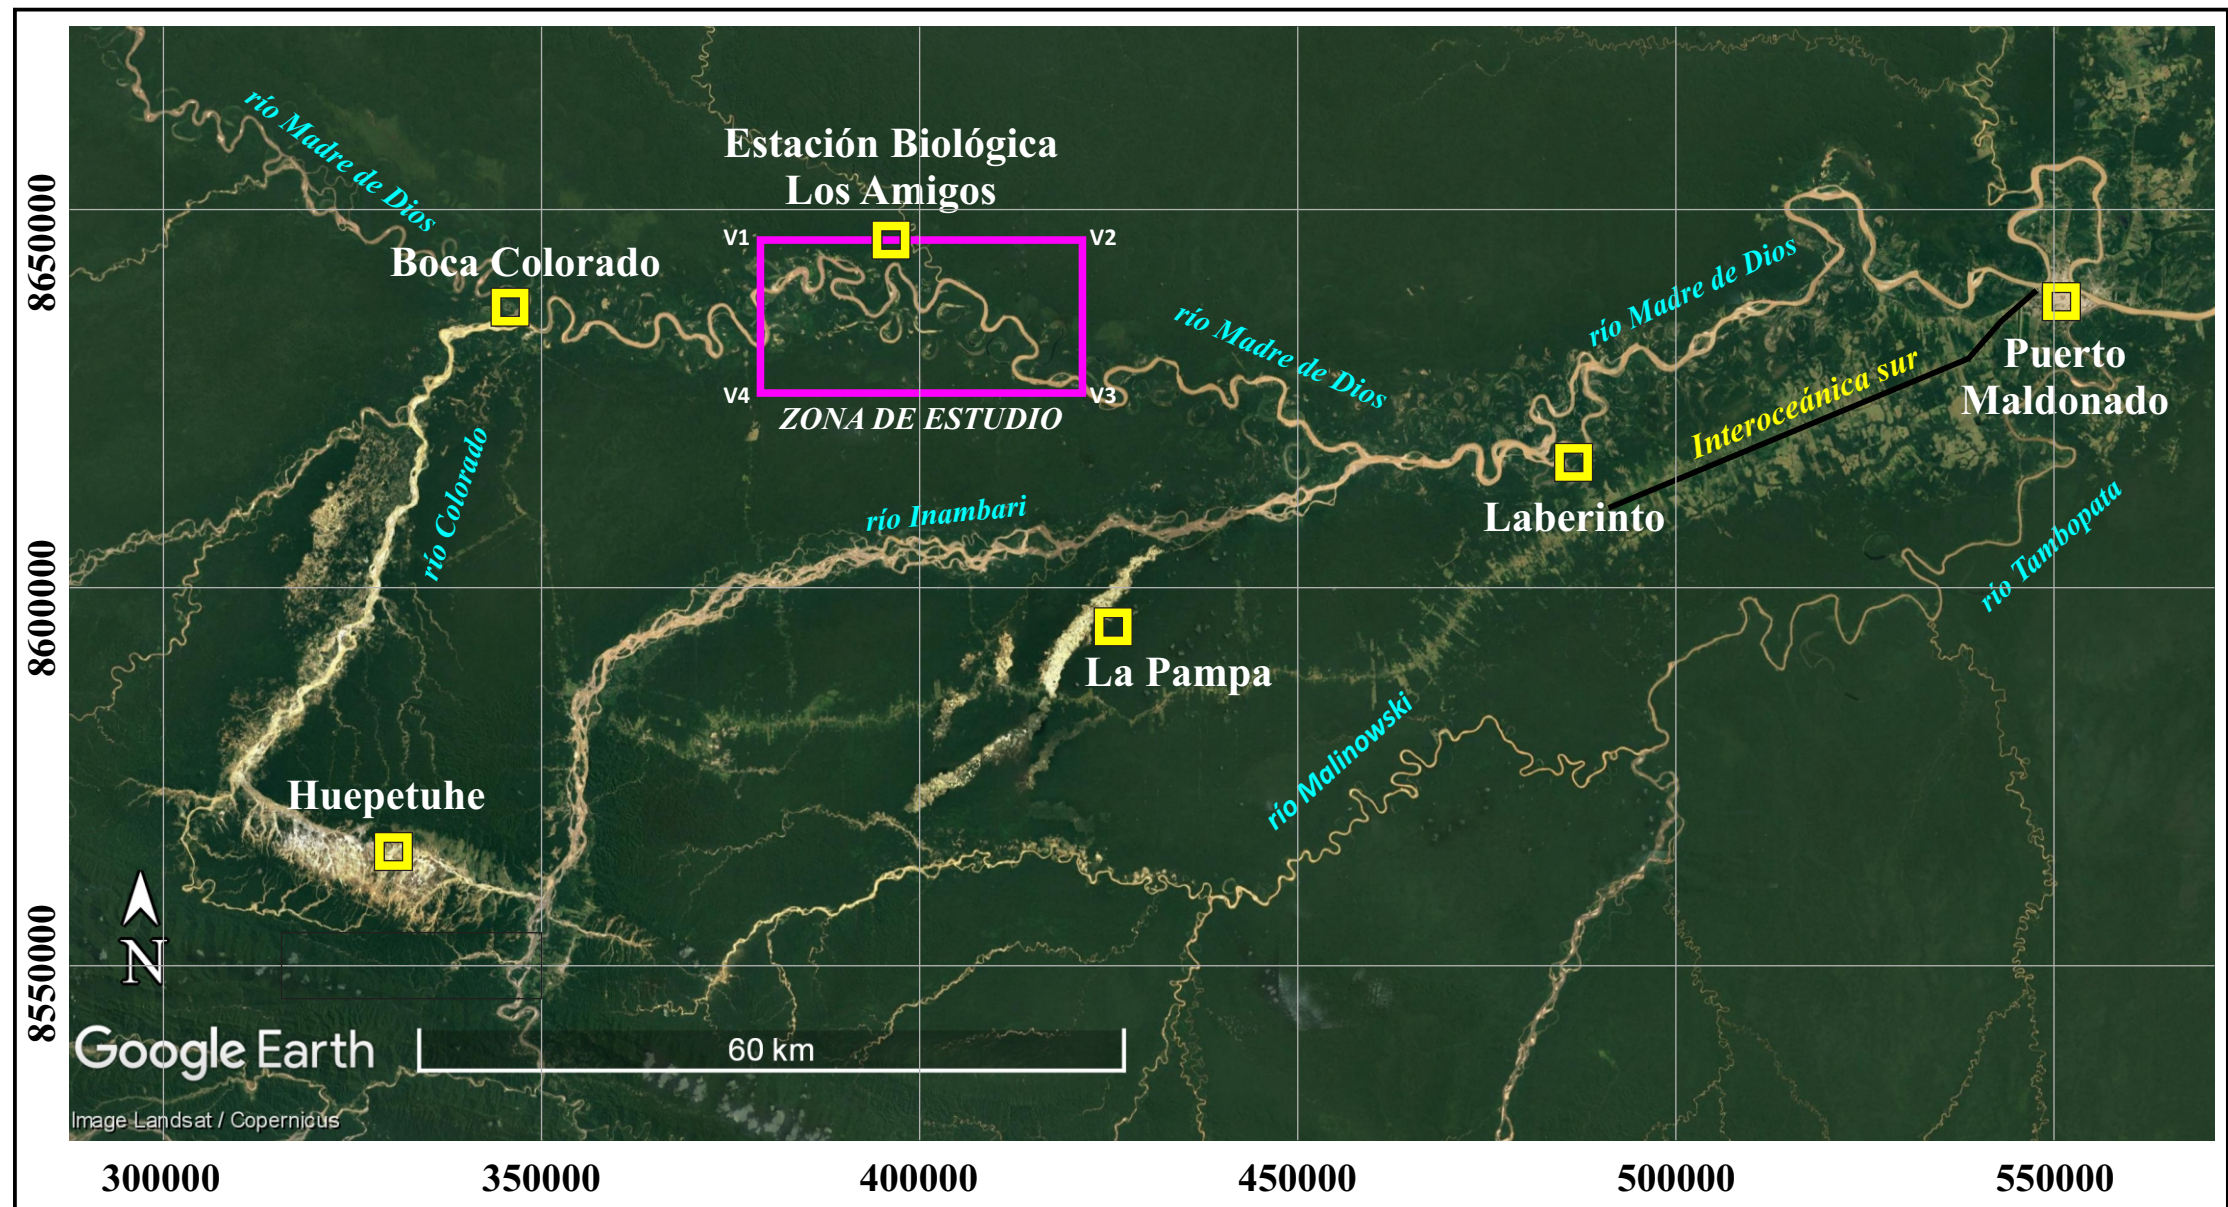 río Madre de Dios
Estación Biológica
Los Amigos
V1
V2
Boca Colorado
río Madre de Dios
río Madre de Dios
Puerto
Maldonado
V4
V3
ZONA DE ESTUDIO
Interoceánica sur
río Colorado
río Inambari
Laberinto
río Tambopata
La Pampa
río Malinowski
Huepetuhe
N
Google Earth
60 km
Image Landsat / Copernicus
8650000
8600000
8550000
300000
350000
400000
450000
500000
550000